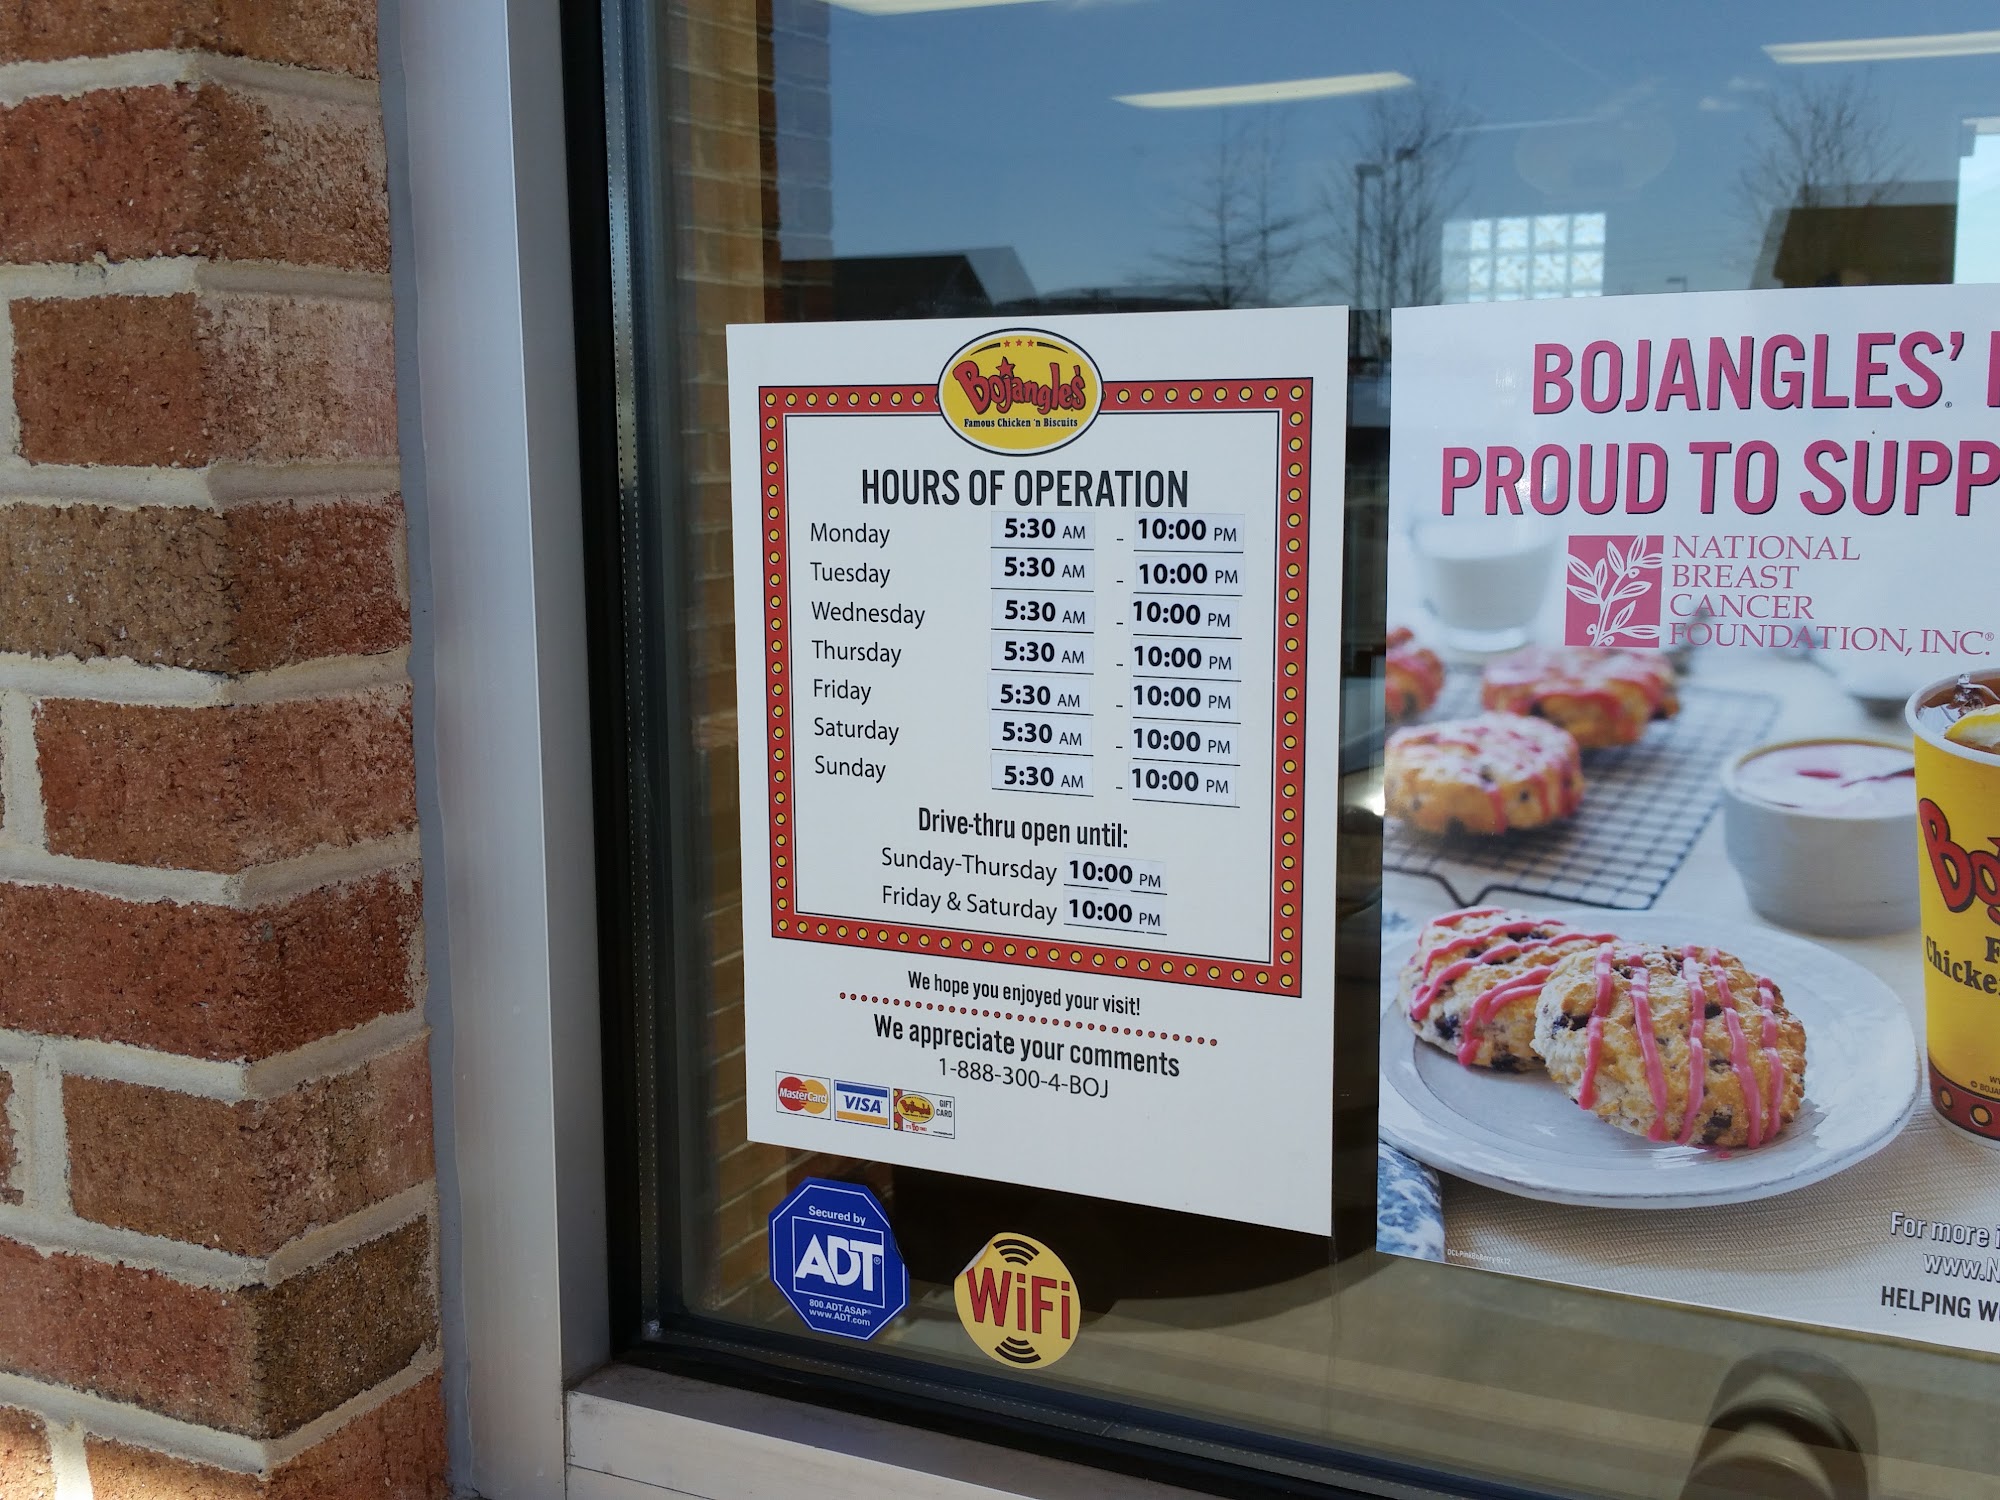 Bojangles'
Famous Chicken 'n Biscuits
HOURS OF OPERATION
Monday 5:30 AM - 10:00 PM
Tuesday 5:30 AM - 10:00 PM
Wednesday 5:30 AM - 10:00 PM
Thursday 5:30 AM - 10:00 PM
Friday 5:30 AM - 10:00 PM
Saturday 5:30 AM - 10:00 PM
Sunday 5:30 AM - 10:00 PM
Drive-thru open until:
Sunday-Thursday 10:00 PM
Friday & Saturday 10:00 PM
We hope you enjoyed your visit!
We appreciate your comments
1-888-300-4-BOJ
MasterCard
VISA
GIFT
CARD
Secured by
ADT®
800.ADT.ASAP®
www.ADT.com
WiFi
BOJANGLES'
PROUD TO SUPP
NATIONAL
BREAST
CANCER
FOUNDATION, INC.®
Bo
Chicke
For more
www.N
HELPING W